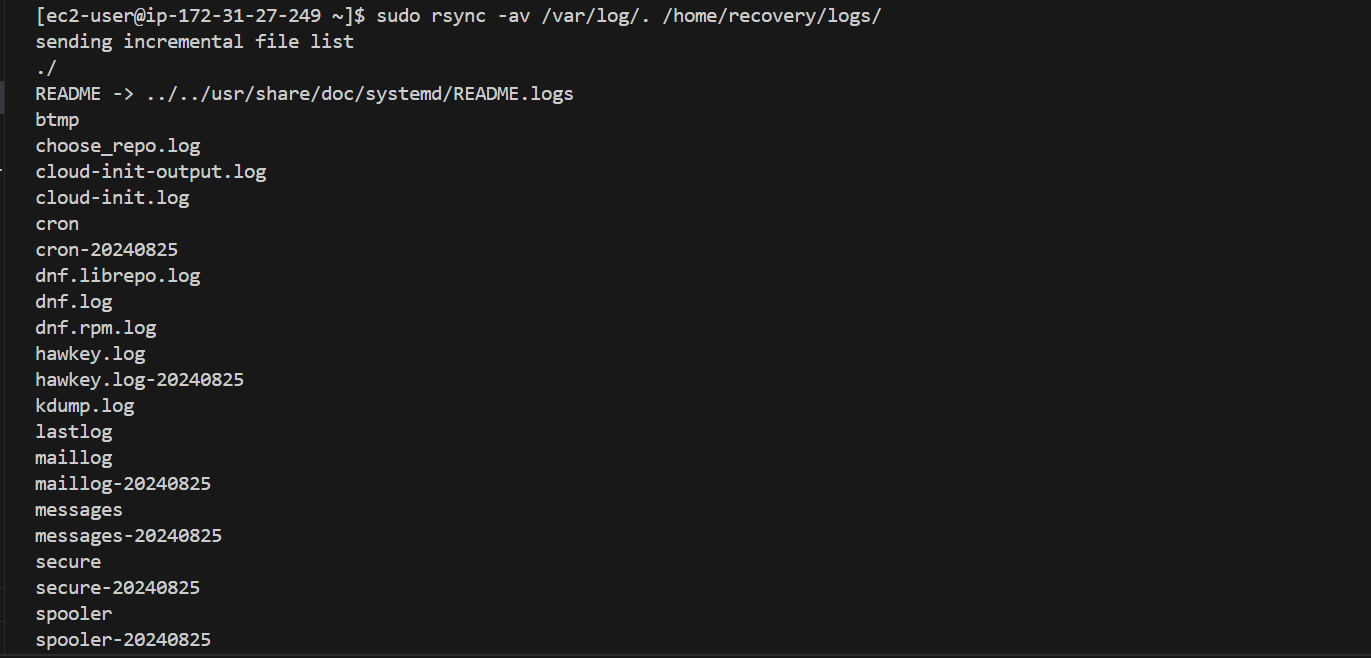 [ec2-user@ip-172-31-27-249 ~]$ sudo rsync -av /var/log/. /home/recovery/logs/
sending incremental file list
./
README -> ../../usr/share/doc/systemd/README.logs
btmp
choose_repo.log
cloud-init-output.log
cloud-init.log
cron
cron-20240825
dnf.librepo.log
dnf.log
dnf.rpm.log
hawkey.log
hawkey.log-20240825
kdump.log
lastlog
maillog
maillog-20240825
messages
messages-20240825
secure
secure-20240825
spooler
spooler-20240825